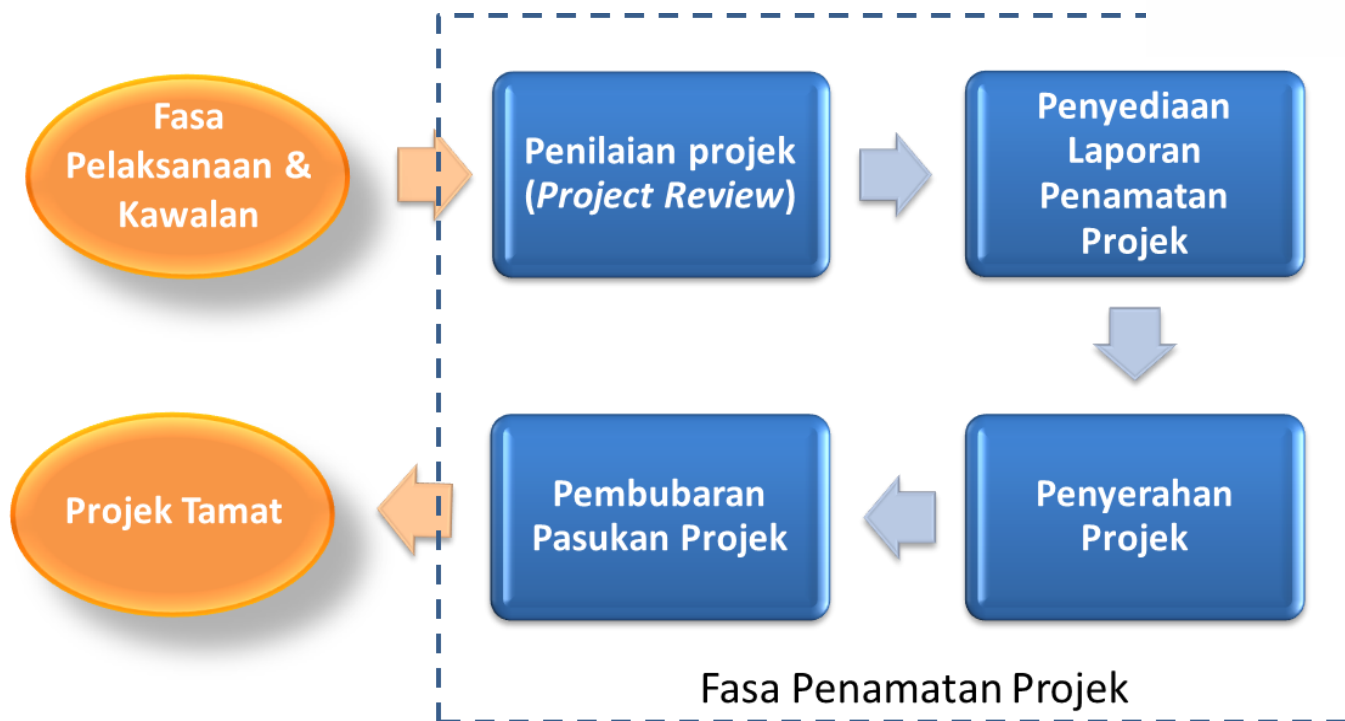 Fasa
Pelaksanaan &
Kawalan
Penilaian projek
(Project Review)
Penyediaan
Laporan
Penamatan
Projek
Projek Tamat
Pembubaran
Pasukan Projek
Penyerahan
Projek
Fasa Penamatan Projek